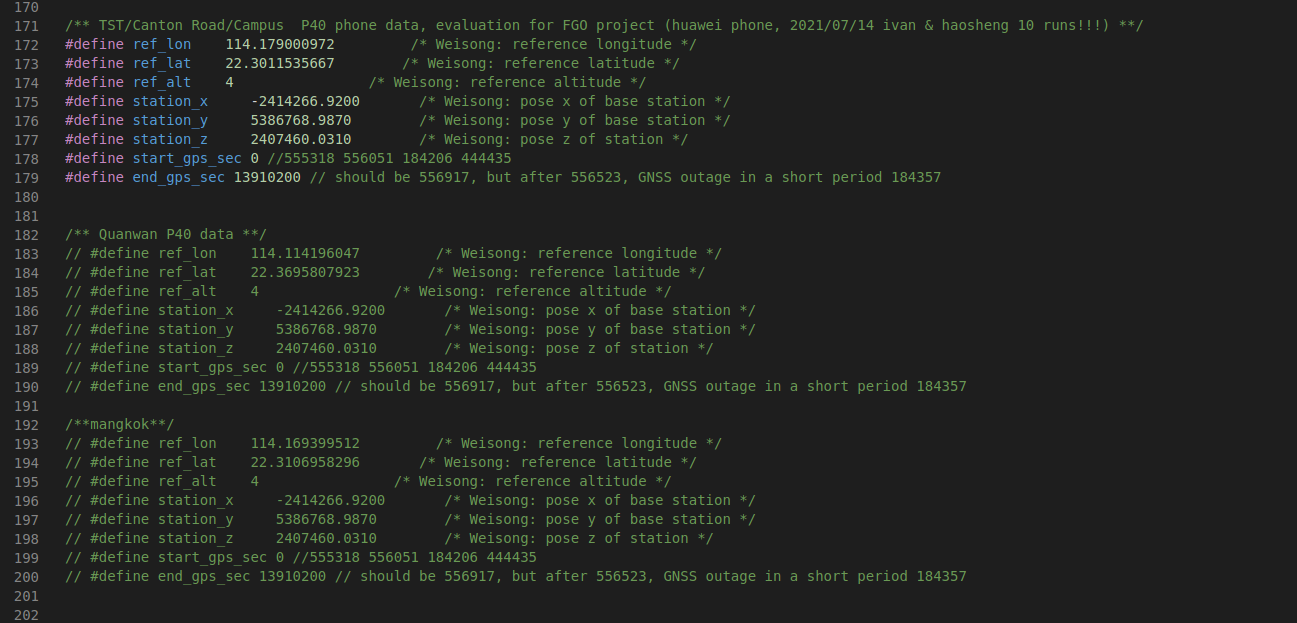 170
171 /** TST/Canton Road/Campus  P40 phone data, evaluation for FGO project (huawei phone, 2021/07/14 ivan & haosheng 10 runs!!!) **/
172 #define ref_lon    114.179000972         /* Weisong: reference longitude */
173 #define ref_lat    22.3011535667        /* Weisong: reference latitude */
174 #define ref_alt    4                /* Weisong: reference altitude */
175 #define station_x     -2414266.9200       /* Weisong: pose x of base station */
176 #define station_y     5386768.9870        /* Weisong: pose y of base station */
177 #define station_z     2407460.0310        /* Weisong: pose z of station */
178 #define start_gps_sec 0 //555318 556051 184206 444435
179 #define end_gps_sec 13910200 // should be 556917, but after 556523, GNSS outage in a short period 184357
180
181
182 /** Quanwan P40 data **/
183 // #define ref_lon    114.114196047         /* Weisong: reference longitude */
184 // #define ref_lat    22.3695807923        /* Weisong: reference latitude */
185 // #define ref_alt    4                /* Weisong: reference altitude */
186 // #define station_x     -2414266.9200       /* Weisong: pose x of base station */
187 // #define station_y     5386768.9870        /* Weisong: pose y of base station */
188 // #define station_z     2407460.0310        /* Weisong: pose z of station */
189 // #define start_gps_sec 0 //555318 556051 184206 444435
190 // #define end_gps_sec 13910200 // should be 556917, but after 556523, GNSS outage in a short period 184357
191
192 /**mangkok**/
193 // #define ref_lon    114.169399512         /* Weisong: reference longitude */
194 // #define ref_lat    22.3106958296       /* Weisong: reference latitude */
195 // #define ref_alt    4                /* Weisong: reference altitude */
196 // #define station_x     -2414266.9200       /* Weisong: pose x of base station */
197 // #define station_y     5386768.9870        /* Weisong: pose y of base station */
198 // #define station_z     2407460.0310        /* Weisong: pose z of station */
199 // #define start_gps_sec 0 //555318 556051 184206 444435
200 // #define end_gps_sec 13910200 // should be 556917, but after 556523, GNSS outage in a short period 184357
201
202